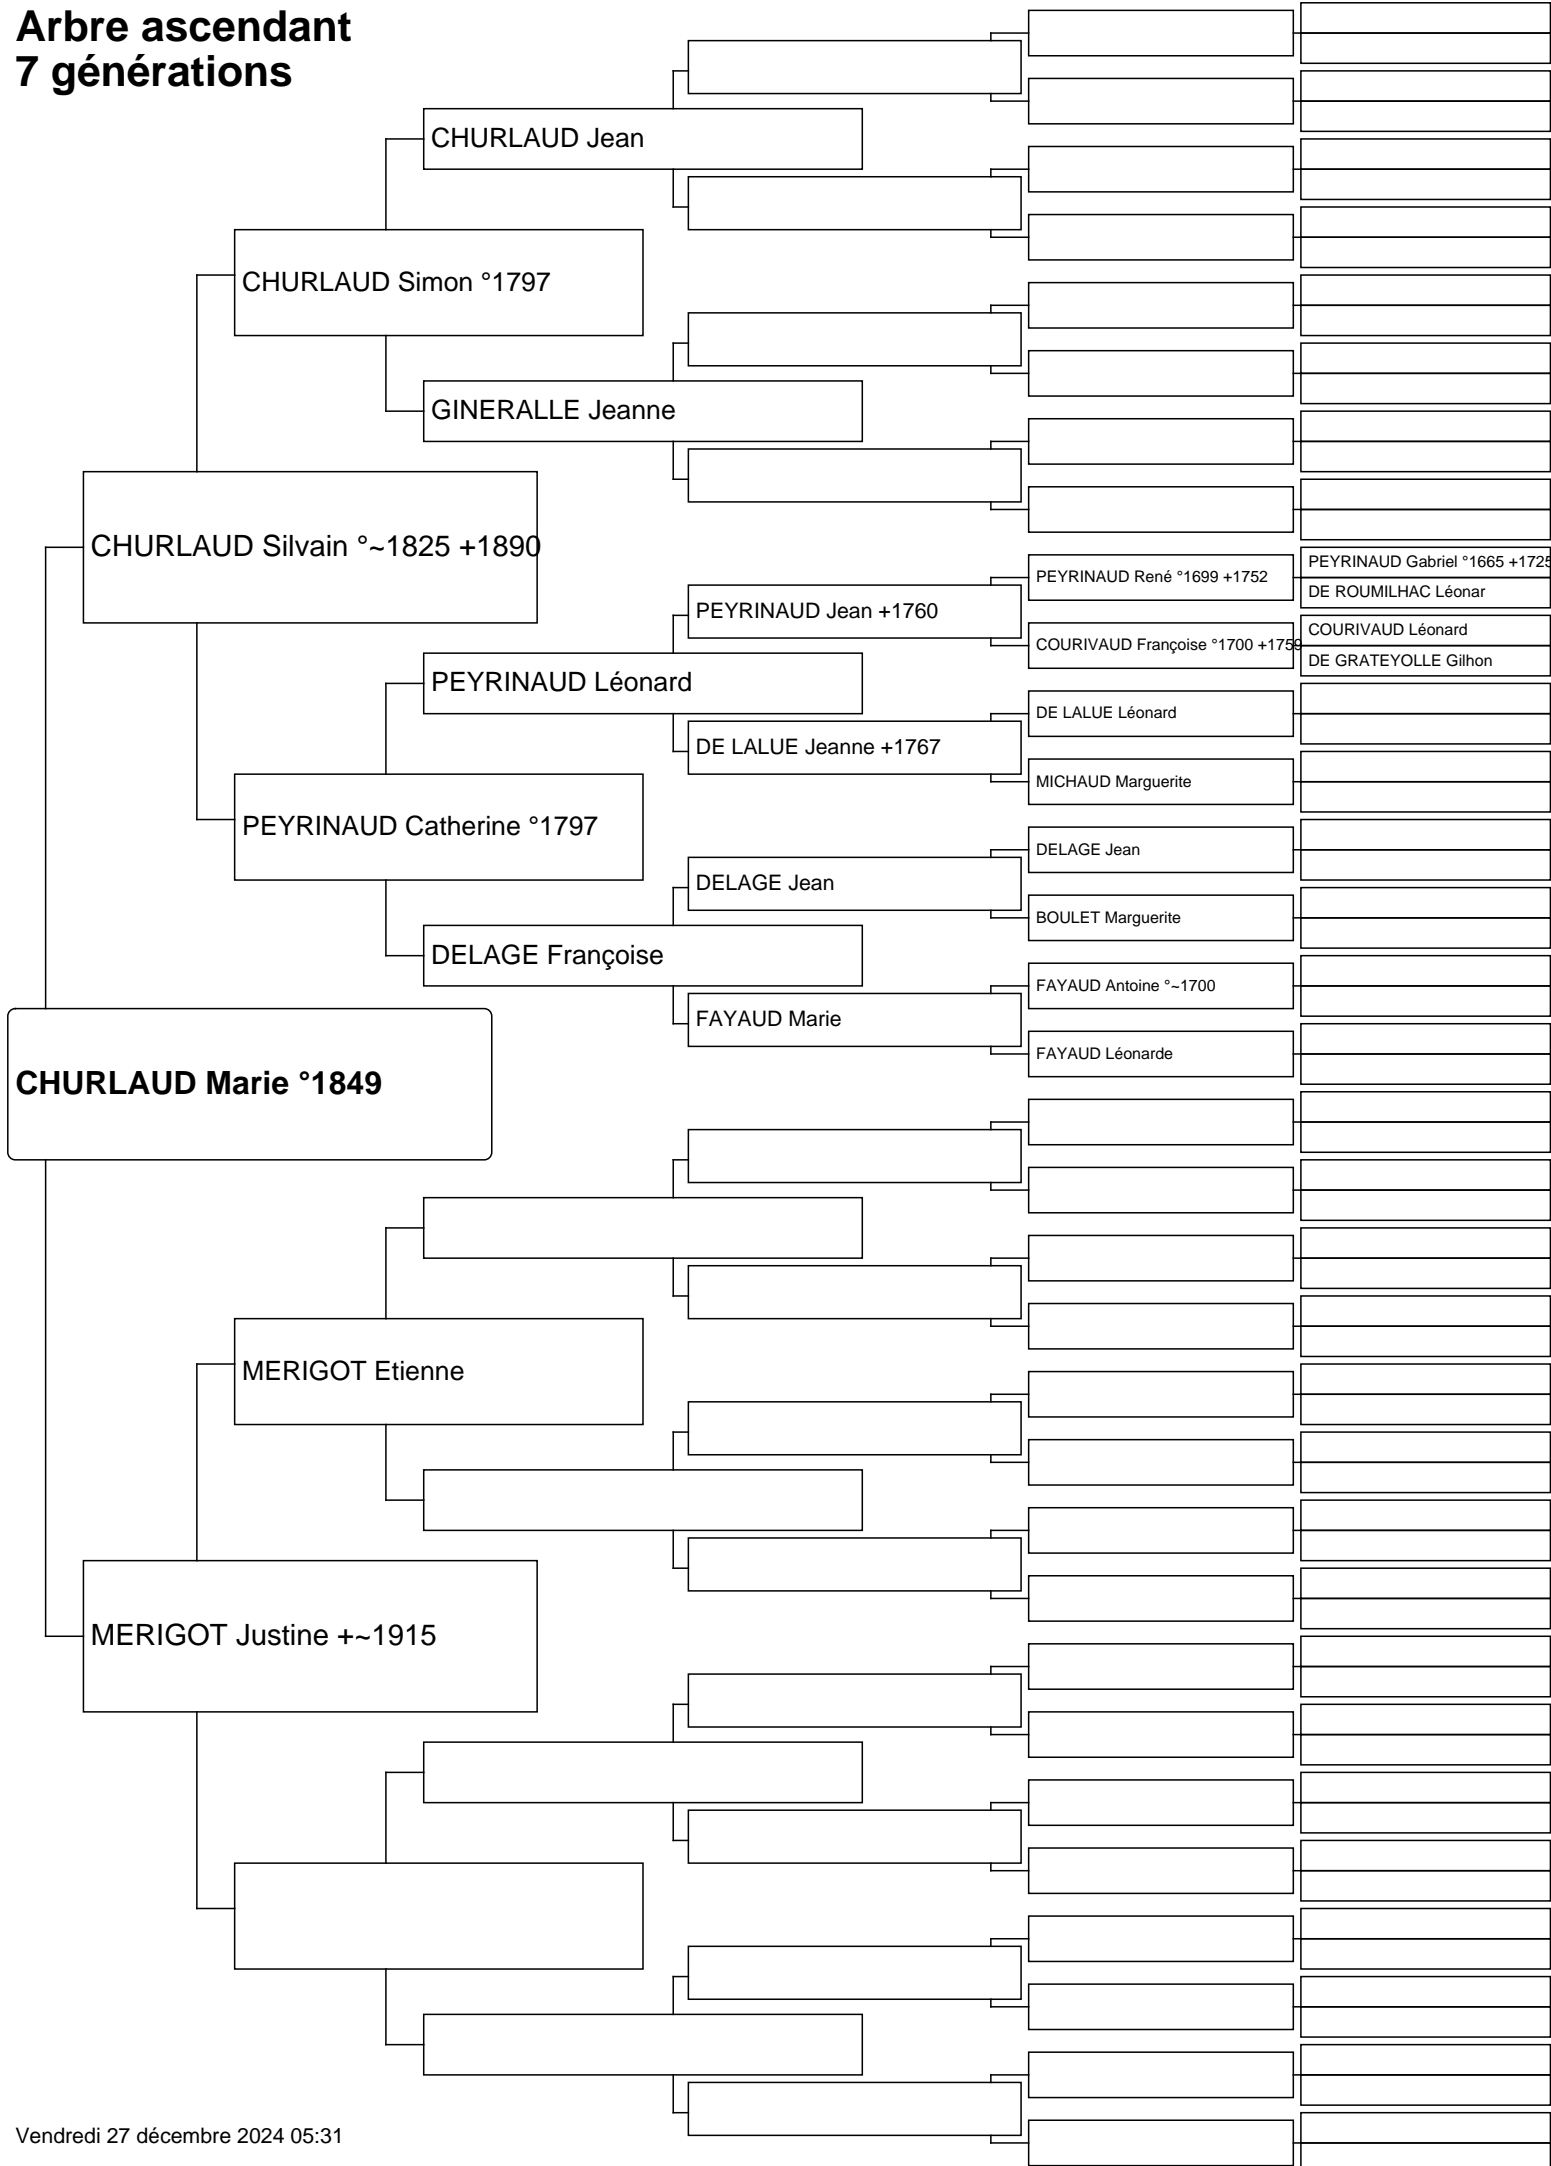 Arbre ascendant
7 générations
CHURLAUD Jean
CHURLAUD Simon °1797
GINERALLE Jeanne
CHURLAUD Silvain °~1825 +1890
PEYRINAUD René °1699 +1752
PEYRINAUD Gabriel °1665 +1725
DE ROUMILHAC Léonar
PEYRINAUD Jean +1760
COURIVAUD Françoise °1700 +1759
COURIVAUD Léonard
DE GRATEYOLLE Gilhon
PEYRINAUD Léonard
DE LALUE Léonard
DE LALUE Jeanne +1767
MICHAUD Marguerite
PEYRINAUD Catherine °1797
DELAGE Jean
DELAGE Jean
BOULET Marguerite
DELAGE Françoise
FAYAUD Antoine °~1700
FAYAUD Marie
FAYAUD Léonarde
CHURLAUD Marie °1849
MERIGOT Etienne
MERIGOT Justine +~1915
Vendredi 27 décembre 2024 05:31